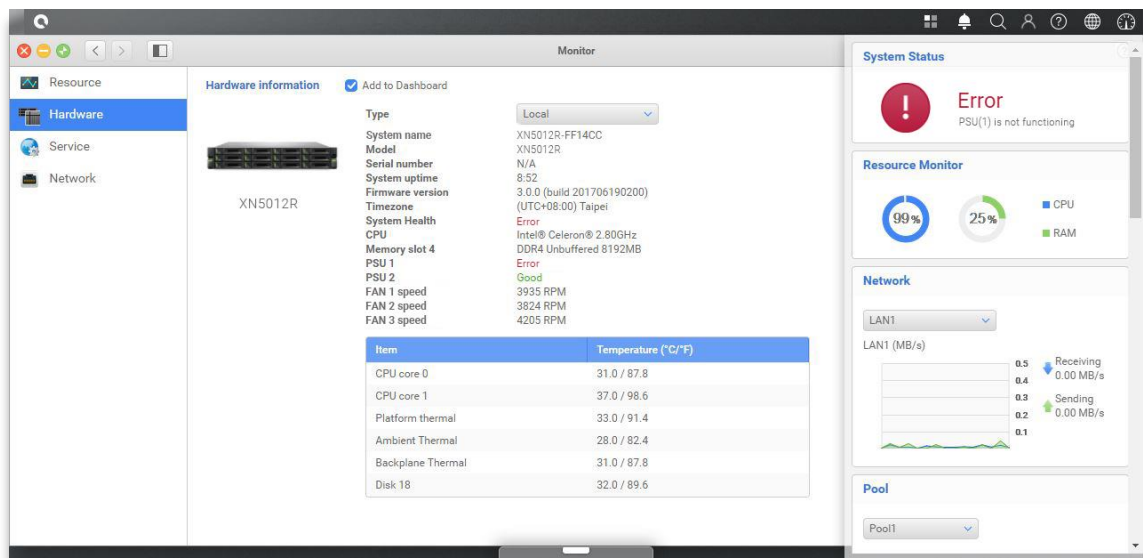 Monitor
Resource
Hardware
Service
Network
Hardware information
Add to Dashboard
XN5012R
Type Local
System name XN5012R-FF14CC
Model XN5012R
Serial number N/A
System uptime 8:52
Firmware version 3.0.0 (build 201706190200)
Timezone (UTC+08:00) Taipei
System Health Error
CPU Intel® Celeron® 2.80GHz
Memory slot 4 DDR4 Unbuffered 8192MB
PSU 1 Error
PSU 2 Good
FAN 1 speed 3935 RPM
FAN 2 speed 3824 RPM
FAN 3 speed 4205 RPM
Item Temperature (°C/°F)
CPU core 0 31.0 / 87.8
CPU core 1 37.0 / 98.6
Platform thermal 33.0 / 91.4
Ambient Thermal 28.0 / 82.4
Backplane Thermal 31.0 / 87.8
Disk 18 32.0 / 89.6
System Status
Error
PSU(1) is not functioning
Resource Monitor
99%
25%
CPU
RAM
Network
LAN1
LAN1 (MB/s)
0.5
0.4
0.3
0.2
0.1
Receiving
0.00 MB/s
Sending
0.00 MB/s
Pool
Pool1